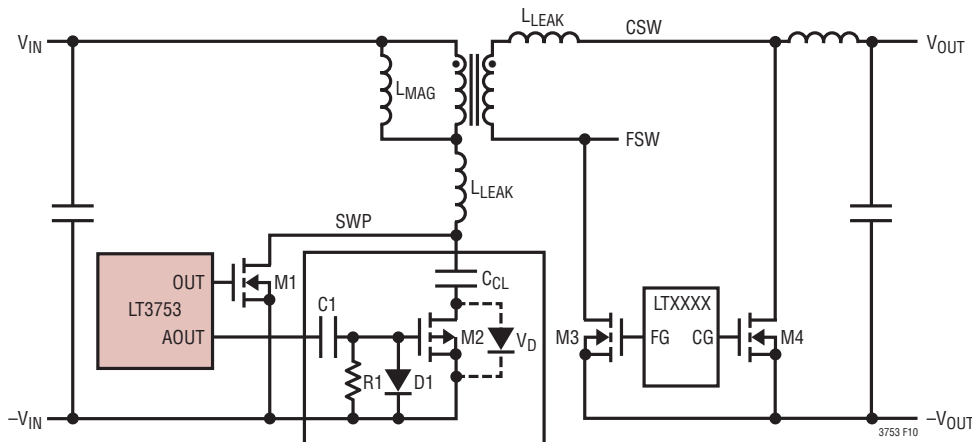 LLEAK
CSW
VIN
VOUT
LMAG
FSW
LLEAK
SWP
OUT
M1
CCL
LT3753
C1
LTXXXX
AOUT
M2
VD
M3
FG
CG
M4
R1
D1
–VIN
–VOUT
3753 F10